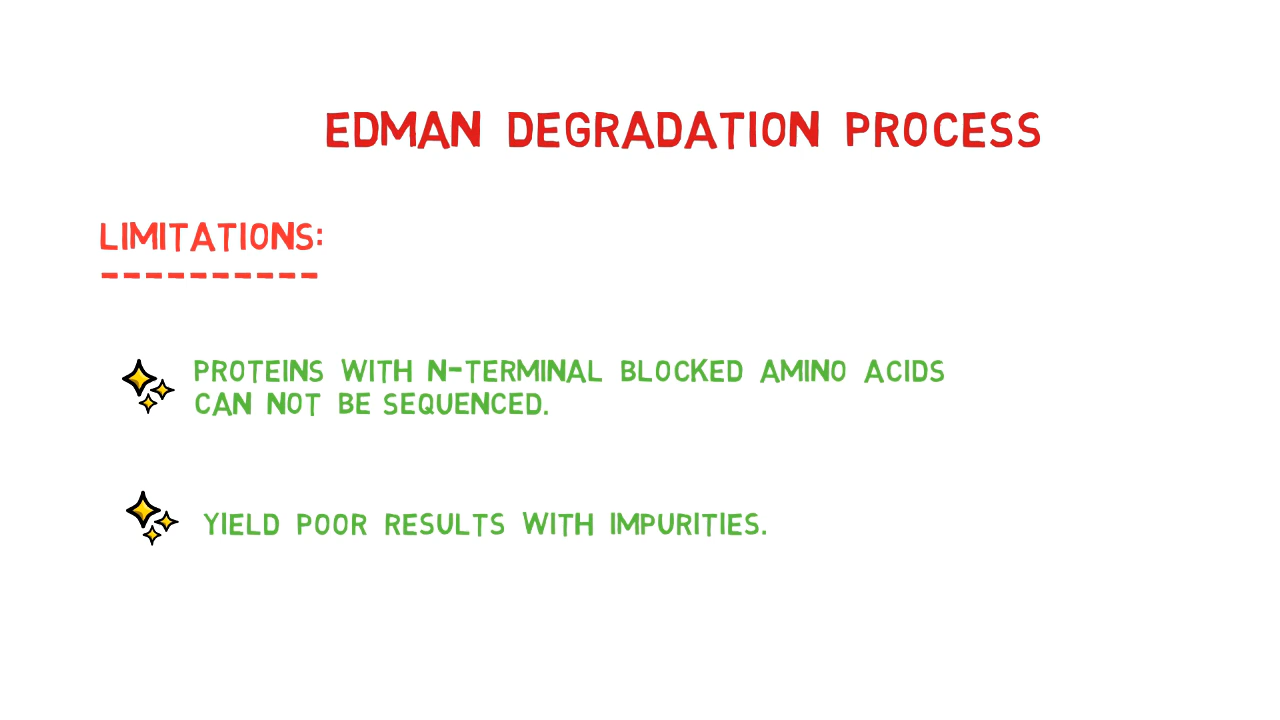 EDMAN DEGRADATION PROCESS
LIMITATIONS:
----------
PROTEINS WITH N-TERMINAL BLOCKED AMINO ACIDS
CAN NOT BE SEQUENCED.
YIELD POOR RESULTS WITH IMPURITIES.